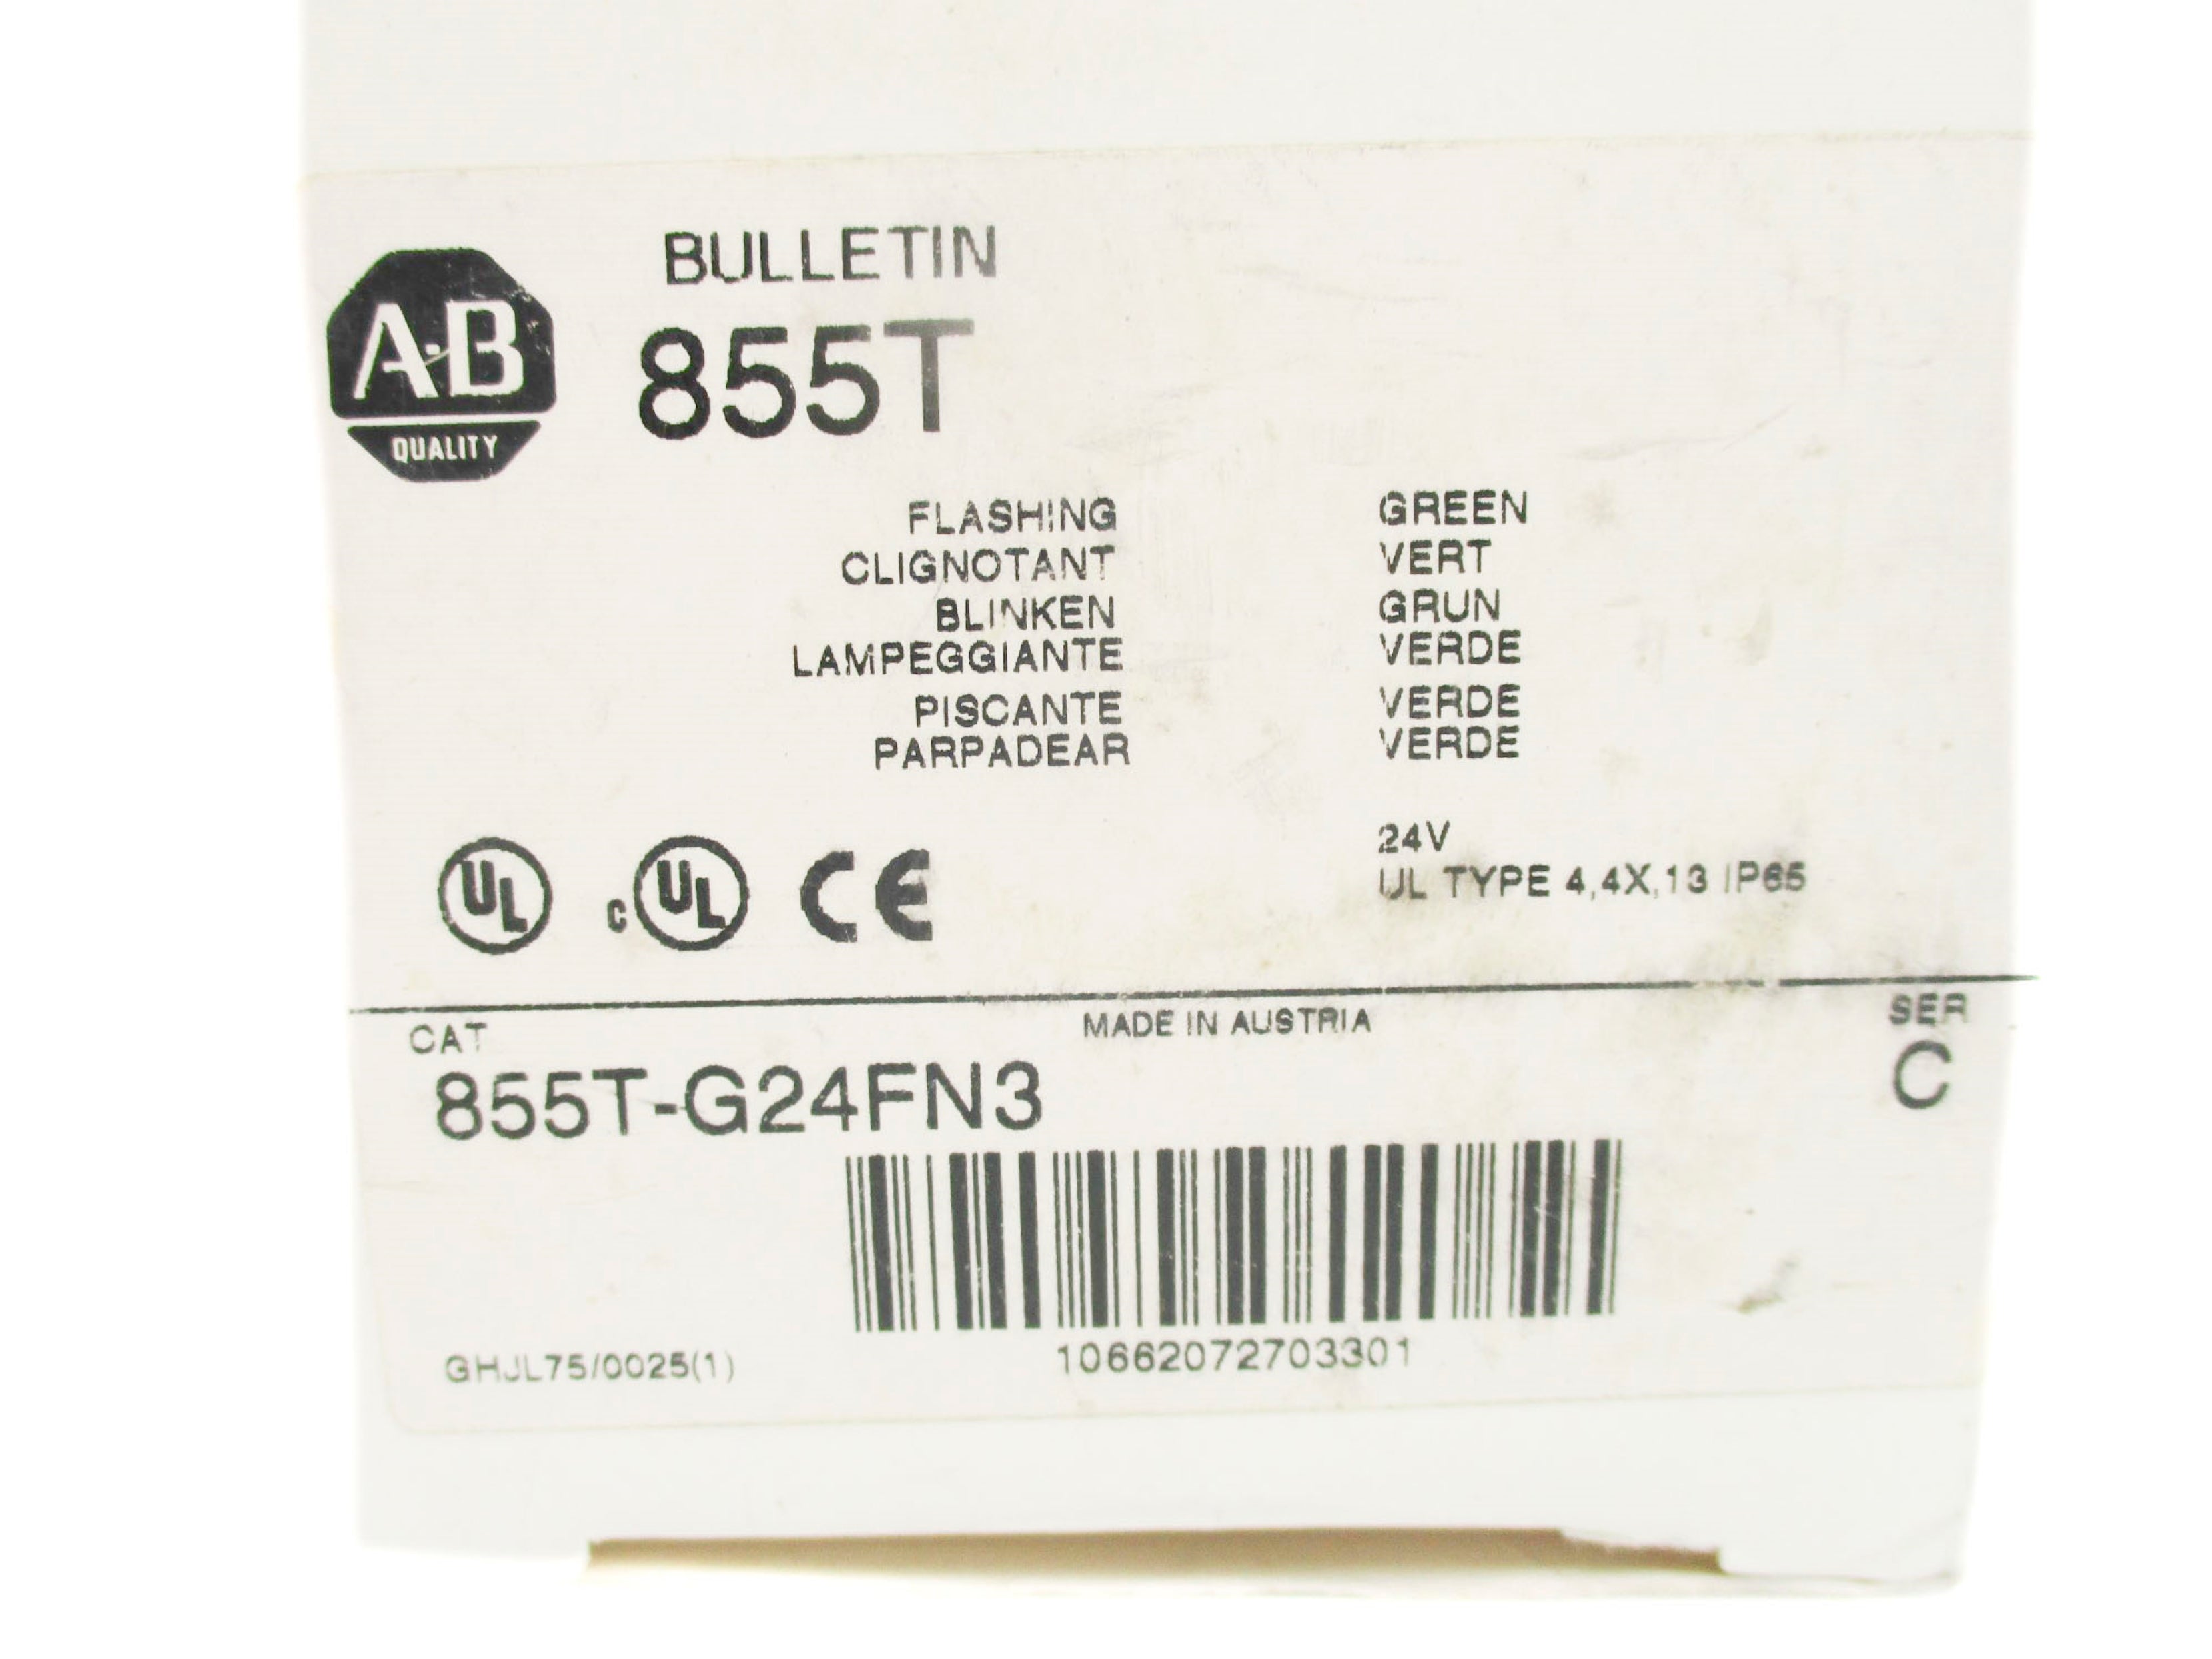 A-B
QUALITY
BULLETIN
855T
FLASHING GREEN
CLIGNOTANT VERT
BLINKEN GRUN
LAMPEGGIANTE VERDE
PISCANTE VERDE
PARPADEAR VERDE
24V
UL TYPE 4,4X,13 IP65
UL c UL CE
CAT MADE IN AUSTRIA SER
855T-G24FN3 C
GHJL75/0025(1) 10662072703301